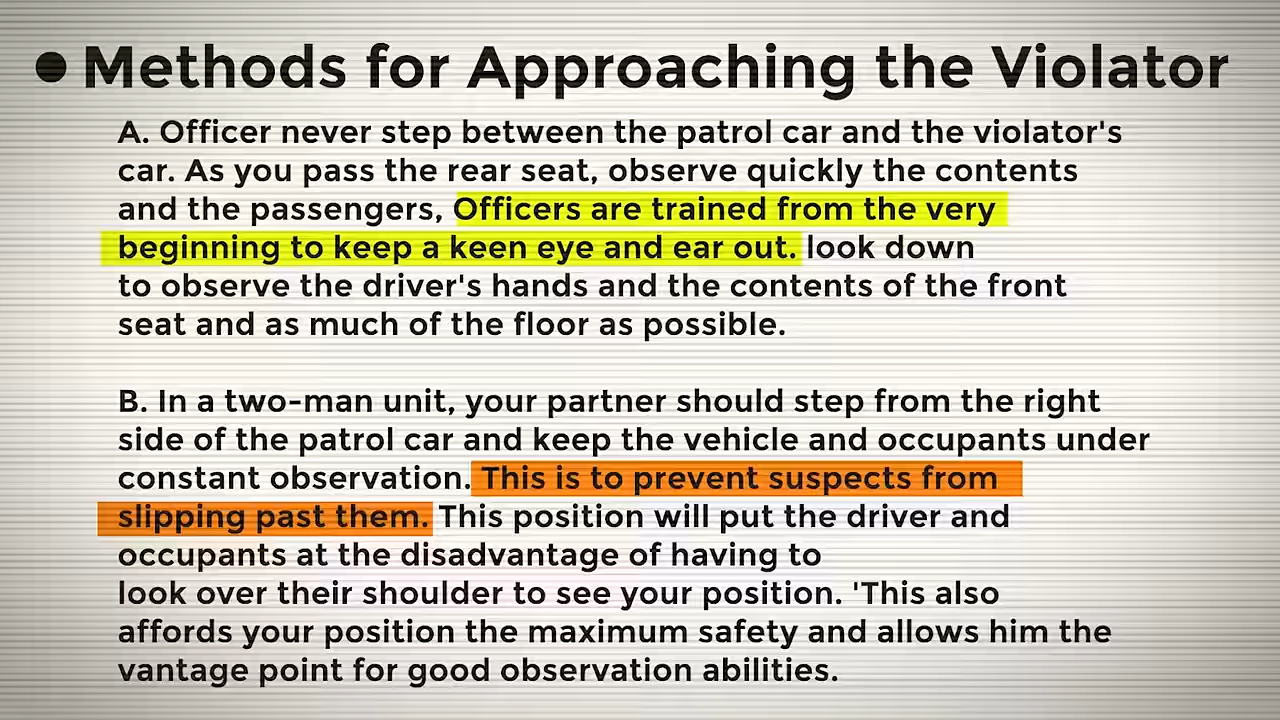 ● Methods for Approaching the Violator
A. Officer never step between the patrol car and the violator's
car. As you pass the rear seat, observe quickly the contents
and the passengers, Officers are trained from the very
beginning to keep a keen eye and ear out. look down
to observe the driver's hands and the contents of the front
seat and as much of the floor as possible.
B. In a two-man unit, your partner should step from the right
side of the patrol car and keep the vehicle and occupants under
constant observation. This is to prevent suspects from
slipping past them. This position will put the driver and
occupants at the disadvantage of having to
look over their shoulder to see your position. 'This also
affords your position the maximum safety and allows him the
vantage point for good observation abilities.